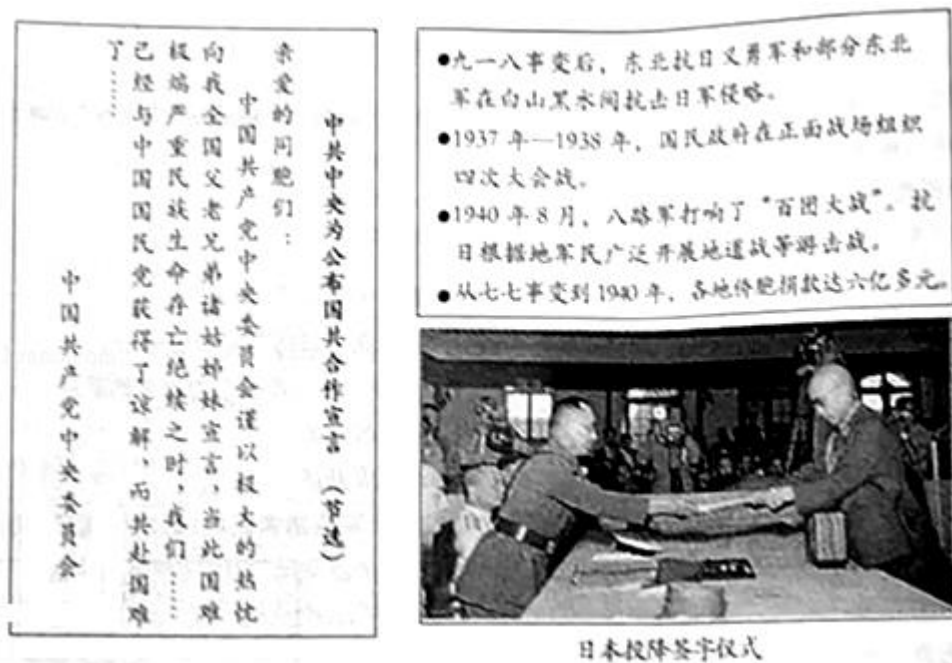 中共中央为公布国共合作宣言（节选）
亲爱的同胞们：
中国共产党中央委員会谨以极大的热忱
向我全国父老兄弟诸姑姊妹宣言，当此国难
极端严重民族生命存亡绝续之时，我们……
已经与中国国民党获得了谅解，而共赴国难
了……
中国共产党中央委員会
●九一八事变后，东北抗日义勇军和部分东北
军在白山黑水间抗击日军侵略。
●1937年—1938年，国民政府在正面战场组织
四次大会战。
●1940年8月，八路军打响了“百团大战”。抗
日根据地军民广泛开展地道战等游击战。
●从七七事变到1940年，各地侨胞捐款达六亿多元。
日本投降签字仪式